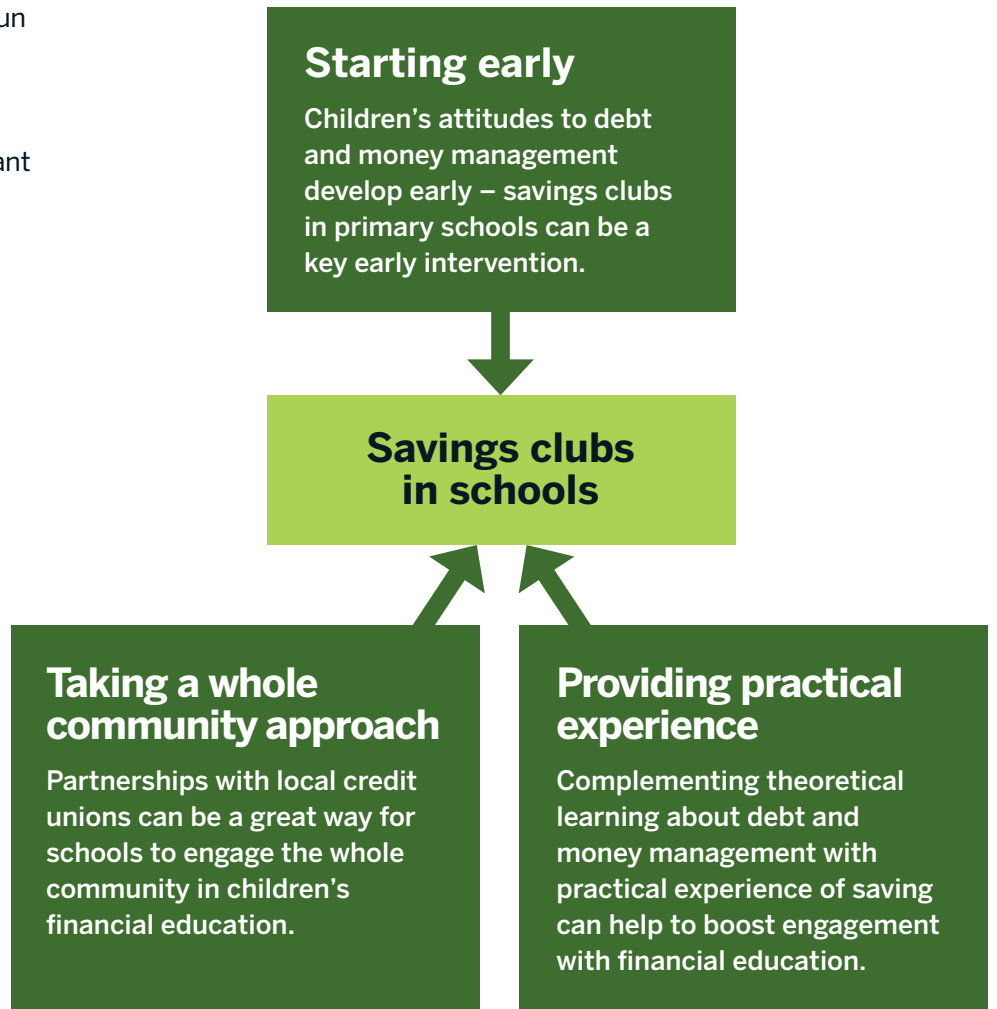 un
ant
Starting early
Children’s attitudes to debt
and money management
develop early – savings clubs
in primary schools can be a
key early intervention.
Savings clubs
in schools
Taking a whole
community approach
Partnerships with local credit
unions can be a great way for
schools to engage the whole
community in children’s
financial education.
Providing practical
experience
Complementing theoretical
learning about debt and
money management with
practical experience of saving
can help to boost engagement
with financial education.